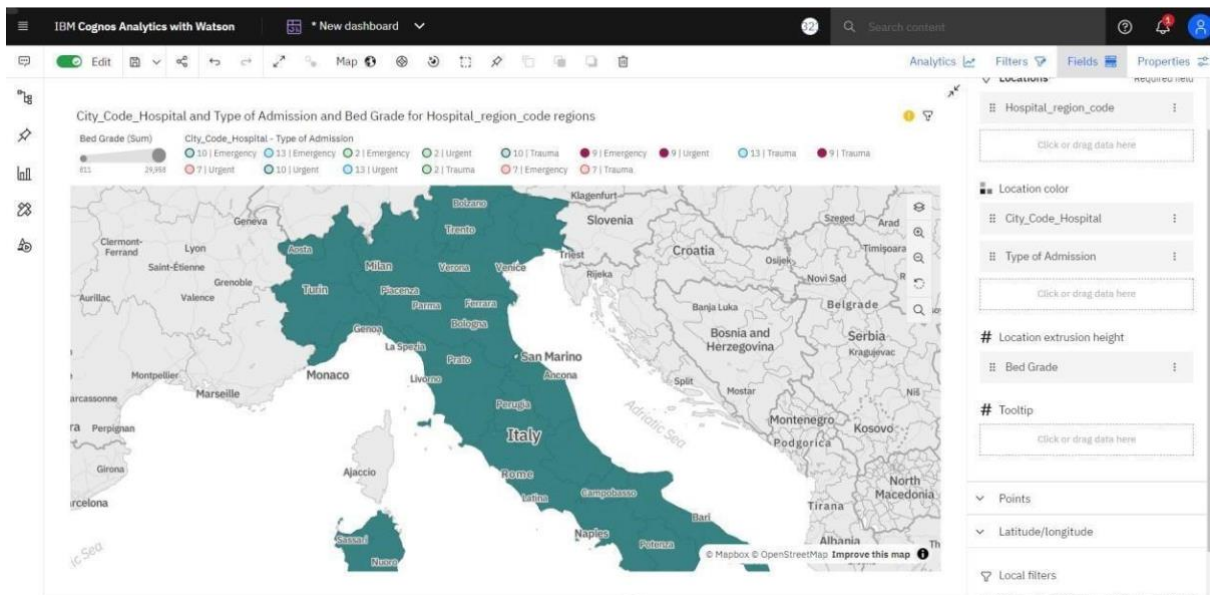 IBM Cognos Analytics with Watson
* New dashboard
Search content
1
Edit
Map
Analytics
Filters
Fields
Properties
Locations
Required field
Hospital_region_code
Click or drag data here
Location color
City_Code_Hospital
Type of Admission
Click or drag data here
# Location extrusion height
Bed Grade
# Tooltip
Click or drag data here
Points
Latitude/longitude
Local filters
City_Code_Hospital and Type of Admission and Bed Grade for Hospital_region_code regions
Bed Grade (Sum)
City_Code_Hospital - Type of Admission
10 | Emergency 13 | Emergency 2 | Emergency 2 | Urgent 10 | Trauma 9 | Emergency 9 | Urgent 13 | Trauma 9 | Trauma
7 | Urgent 10 | Urgent 13 | Urgent 2 | Trauma 7 | Emergency 7 | Trauma
Klagenfurt
Bolzano
Slovenia
Szeged
Arad
Geneva
Trento
Clermont-
Ferrand
Lyon
Aosta
Triest
Croatia
Timișoara
Saint-Étienne
Milan
Verona
Venice
Osijek
Rijeka
Novi Sad
Grenoble
Turin
Piacenza
Aurillac
Valence
Parma
Ferrara
Banja Luka
Belgrade
Genoa
Bologna
Bosnia and
Herzegovina
Serbia
La Spezia
Prato
San Marino
Kragujevac
Montpellier
Monaco
Livorno
Ancona
Split
Mostar
Niš
Marseille
arcassonne
Perugia
Adriatic Sea
Montenegro
Kosovo
Perpignan
Italy
Podgorica
Girona
Ajaccio
Rome
North
Macedonia
rcelona
Latina
Campobasso
Tirana
Bari
Naples
Sassari
Potenza
Albania
Th
ic Sea
Nuoro
© Mapbox © OpenStreetMap Improve this map